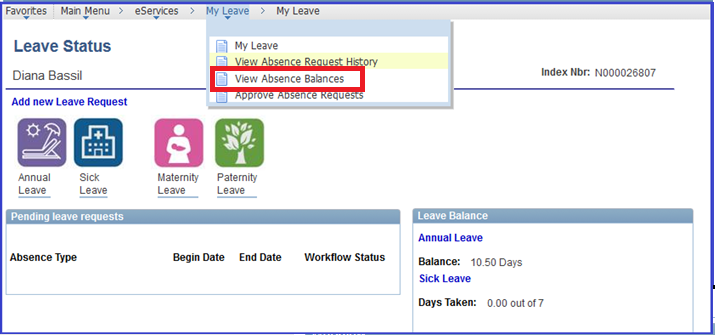 Favorites Main Menu > eServices > My Leave > My Leave
Leave Status
My Leave
View Absence Request History
View Absence Balances
Approve Absence Requests
Diana Bassil
Index Nbr: N000026807
Add new Leave Request
Annual Leave
Sick Leave
Maternity Leave
Paternity Leave
Pending leave requests
Absence Type Begin Date End Date Workflow Status
Leave Balance
Annual Leave
Balance: 10.50 Days
Sick Leave
Days Taken: 0.00 out of 7